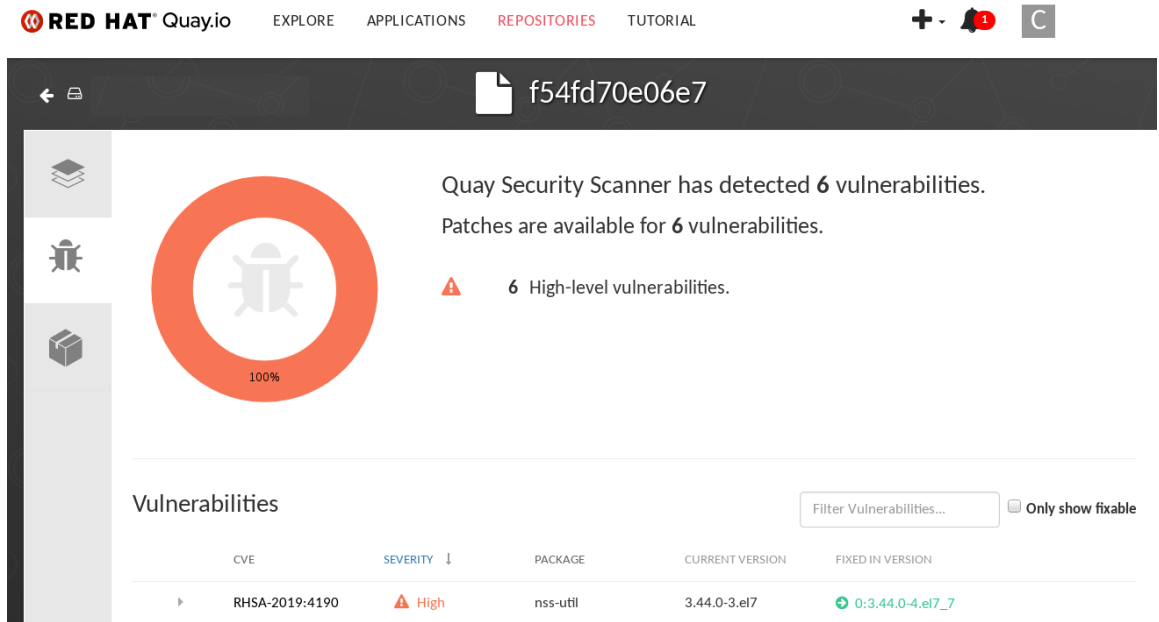 RED HAT® Quay.io EXPLORE APPLICATIONS REPOSITORIES TUTORIAL 1 C
f54fd70e06e7
Quay Security Scanner has detected 6 vulnerabilities.
Patches are available for 6 vulnerabilities.
6 High-level vulnerabilities.
100%
Vulnerabilities Filter Vulnerabilities... Only show fixable
CVE SEVERITY ↓ PACKAGE CURRENT VERSION FIXED IN VERSION
RHSA-2019:4190 High nss-util 3.44.0-3.el7 0:3.44.0-4.el7_7